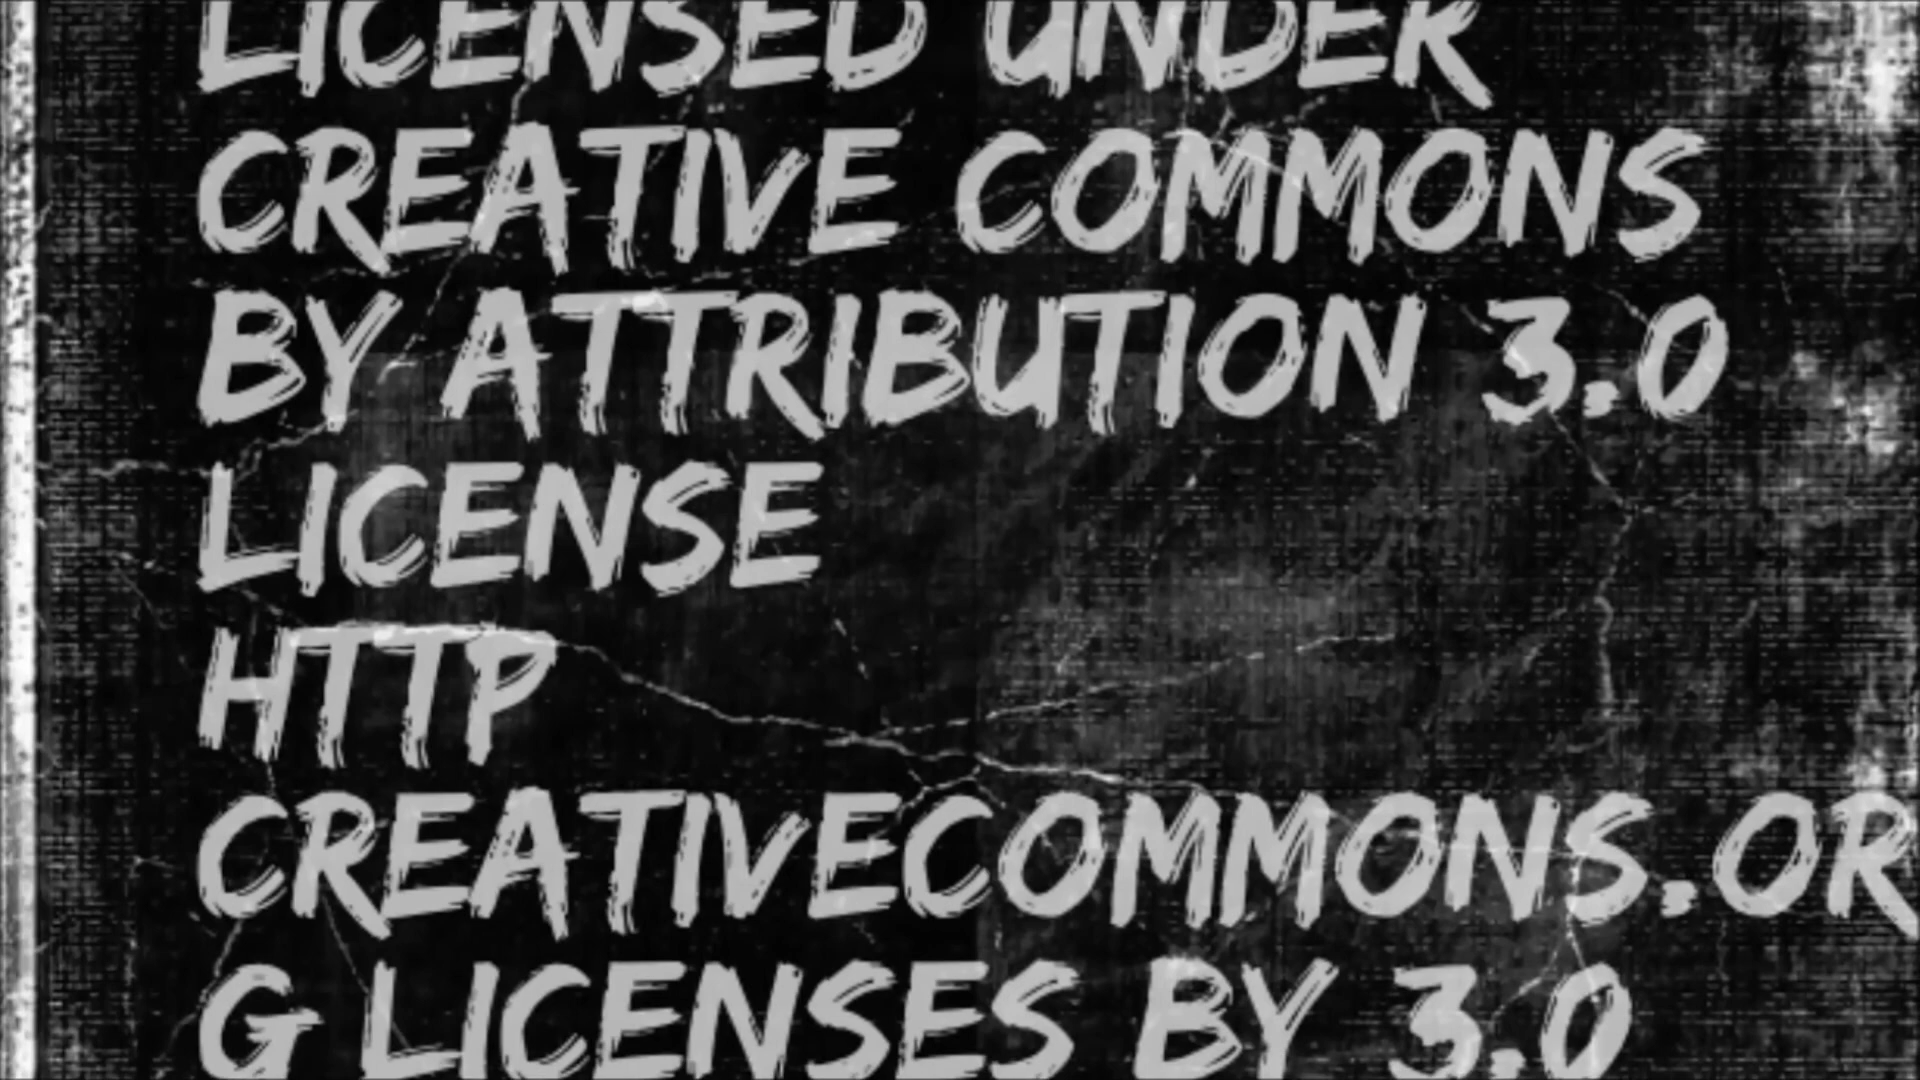 LICENSED UNDER
CREATIVE COMMONS
BY ATTRIBUTION 3.0
LICENSE
HTTP
CREATIVECOMMONS.OR
G LICENSES BY 3.0